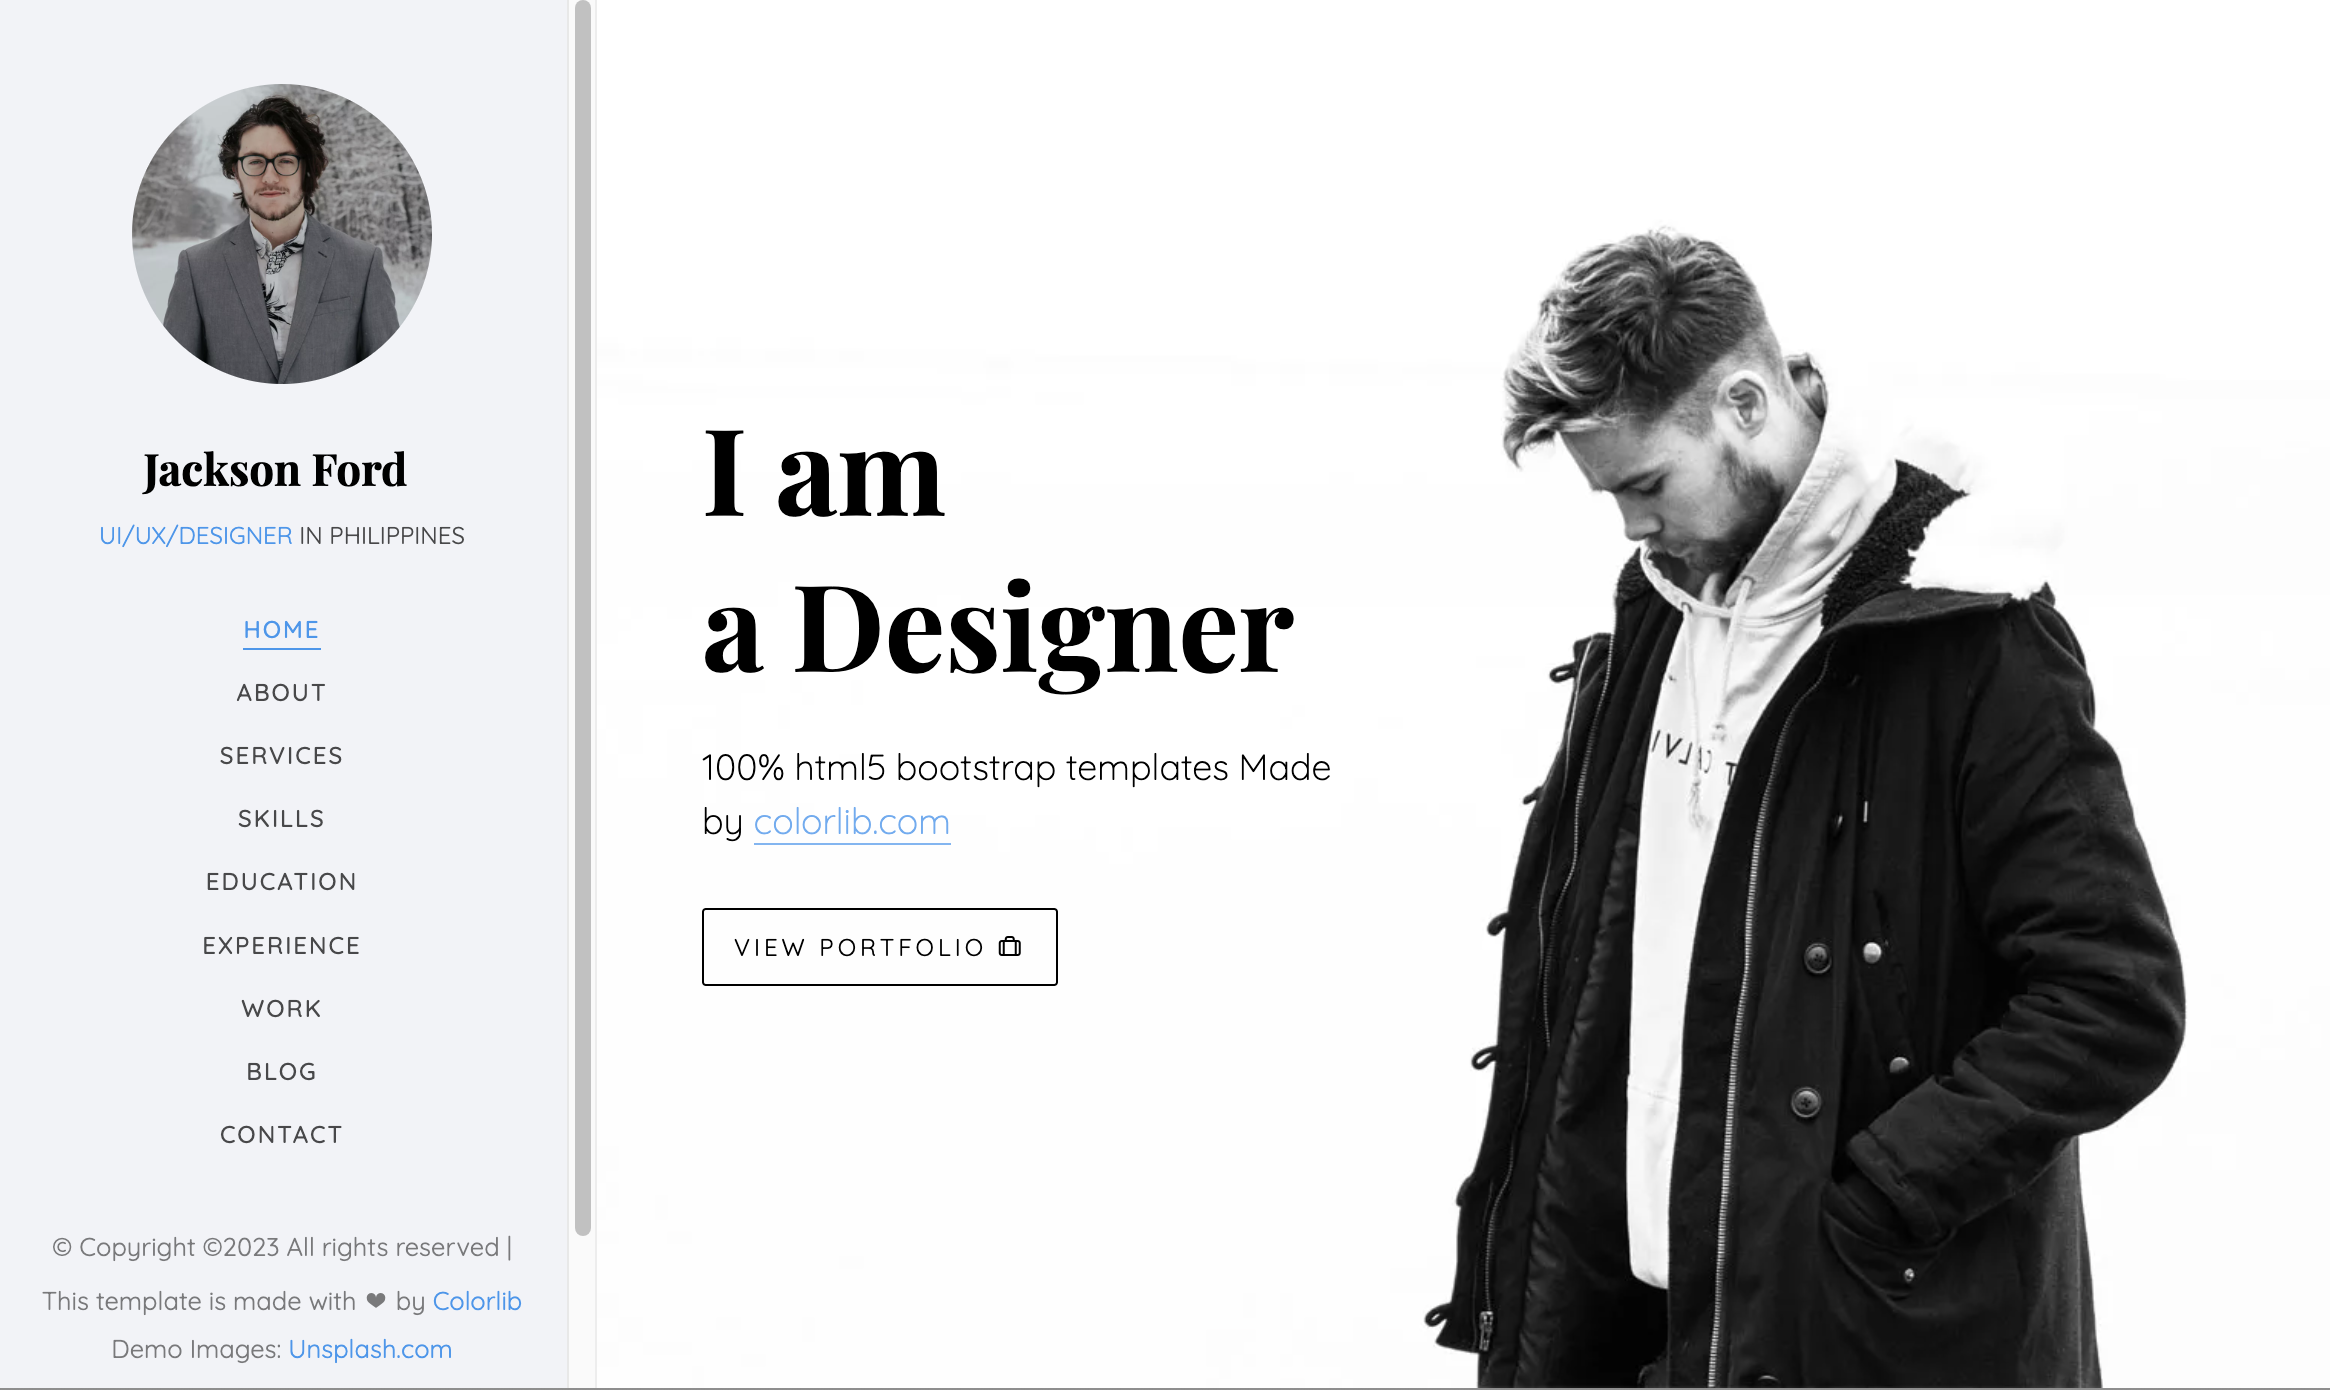 Jackson Ford
UI/UX/DESIGNER IN PHILIPPINES
HOME
ABOUT
SERVICES
SKILLS
EDUCATION
EXPERIENCE
WORK
BLOG
CONTACT
© Copyright ©2023 All rights reserved |
This template is made with ❤ by Colorlib
Demo Images: Unsplash.com
I am
a Designer
100% html5 bootstrap templates Made
by colorlib.com
VIEW PORTFOLIO